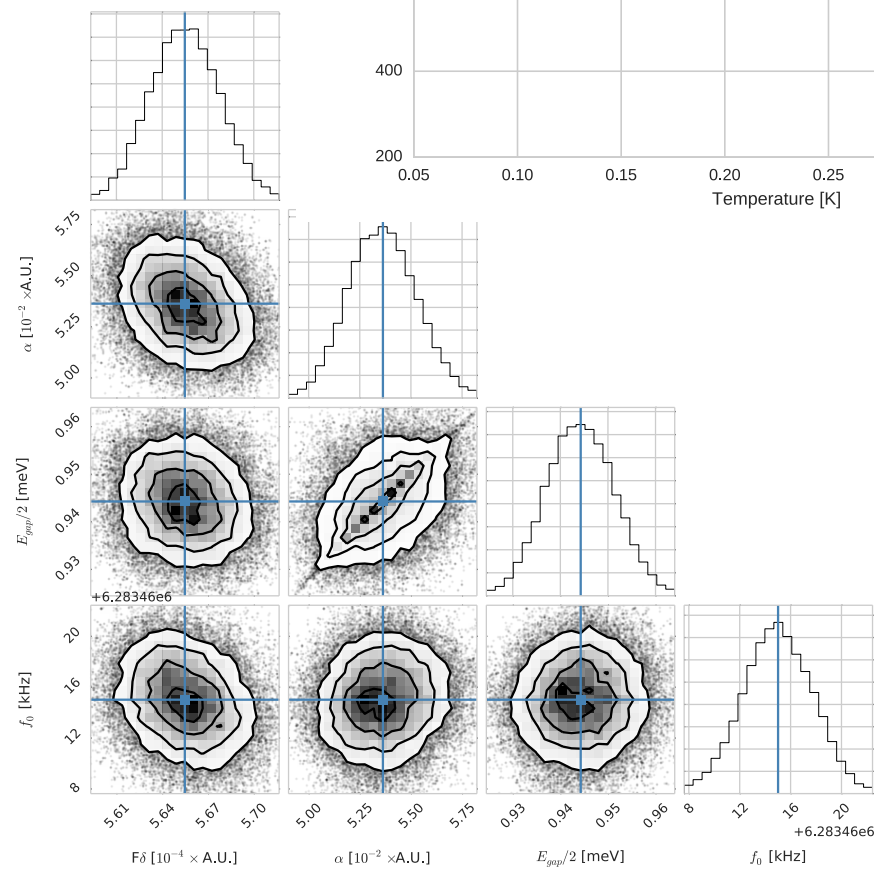 400
200
0.05 0.10 0.15 0.20 0.25
Temperature [K]
5.75
5.50
5.25
5.00
α [10⁻² ×A.U.]
0.96
0.95
0.94
0.93
E_gap/2 [meV]
+6.28346e6
20
16
12
8
f₀ [kHz]
5.61 5.64 5.67 5.70
5.00 5.25 5.50 5.75
0.93 0.94 0.95 0.96
8 12 16 20
+6.28346e6
Fδ [10⁻⁴ × A.U.]
α [10⁻² ×A.U.]
E_gap/2 [meV]
f₀ [kHz]